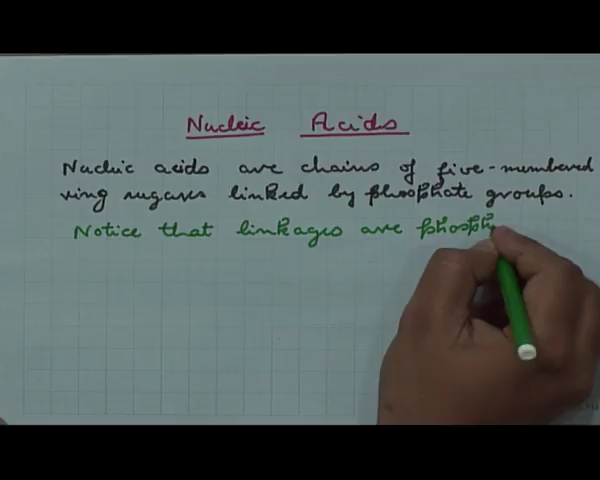 Nucleic Acids
Nucleic acids are chains of five-membered
ring sugars linked by phosphate groups.
Notice that linkages are phosph